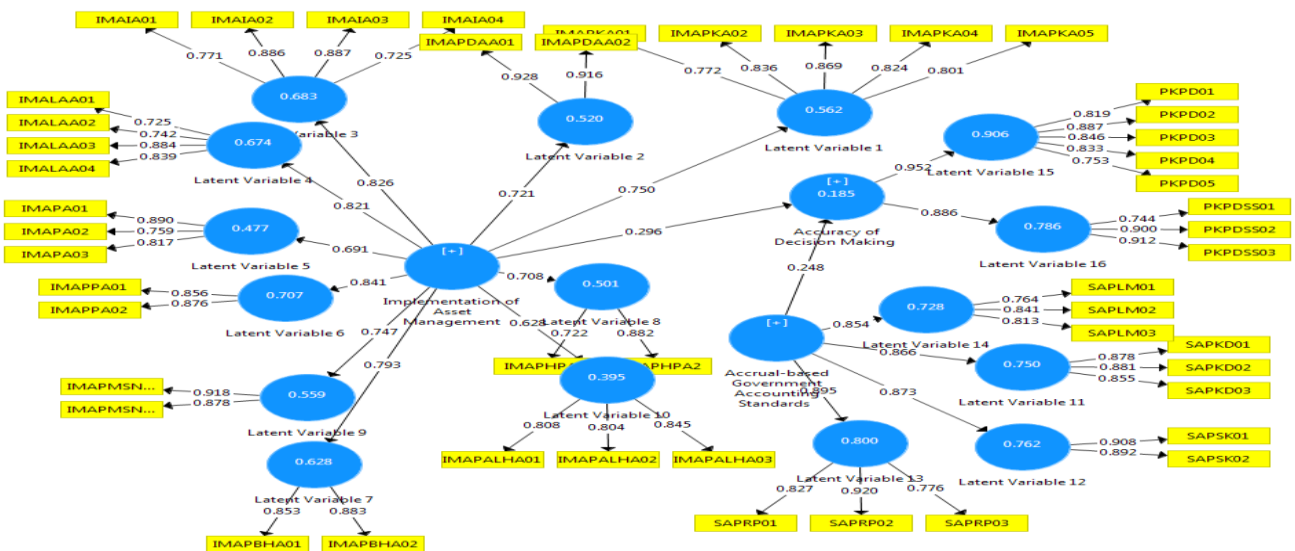 IMAIA01
IMAIA02
IMAIA03
IMAIA04
0.771
0.886
0.887
0.725
0.683
Variable 3
IMAPDAA01
IMAPDAA02
0.928
0.916
0.520
Latent Variable 2
IMAPKA01
IMAPKA02
IMAPKA03
IMAPKA04
IMAPKA05
0.772
0.836
0.869
0.824
0.801
0.562
Latent Variable 1
IMALAA01
IMALAA02
IMALAA03
IMALAA04
0.725
0.742
0.884
0.839
0.674
Latent Variable 4
0.826
0.821
0.721
0.750
0.296
IMAPA01
IMAPA02
IMAPA03
0.890
0.759
0.817
0.477
Latent Variable 5
0.691
[+]
Implementation of
Asset
Management
0.841
0.708
0.628
0.747
0.793
IMAPPA01
IMAPPA02
0.856
0.876
0.707
Latent Variable 6
0.501
Latent Variable 8
0.722
0.882
IMAPHPA
APHPA2
0.395
Latent Variable 10
0.808
0.804
0.845
IMAPALHA01
IMAPALHA02
IMAPALHA03
IMAPMSN...
IMAPMSN...
0.918
0.878
0.559
Latent Variable 9
0.628
Latent Variable 7
0.853
0.883
IMAPBHA01
IMAPBHA02
[+]
0.185
Accuracy of
Decision Making
0.952
0.886
0.248
0.906
Latent Variable 15
0.819
0.887
0.846
0.833
0.753
PKPD01
PKPD02
PKPD03
PKPD04
PKPD05
0.786
Latent Variable 16
0.744
0.900
0.912
PKPDSS01
PKPDSS02
PKPDSS03
[+]
Accrual-based
Government
Accounting
Standards
0.854
0.866
0.873
0.895
0.728
Latent Variable 14
0.764
0.841
0.813
SAPLM01
SAPLM02
SAPLM03
0.750
Latent Variable 11
0.878
0.881
0.855
SAPKD01
SAPKD02
SAPKD03
0.762
Latent Variable 12
0.908
0.892
SAPSK01
SAPSK02
0.800
Latent Variable 13
0.827
0.920
0.776
SAPRP01
SAPRP02
SAPRP03